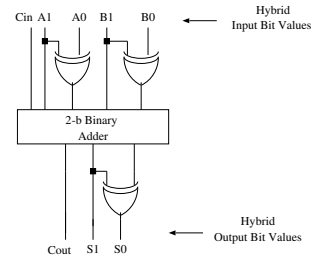 Cin A1 A0 B1 B0
Hybrid
Input Bit Values
2-b Binary
Adder
Hybrid
Output Bit Values
Cout S1 S0